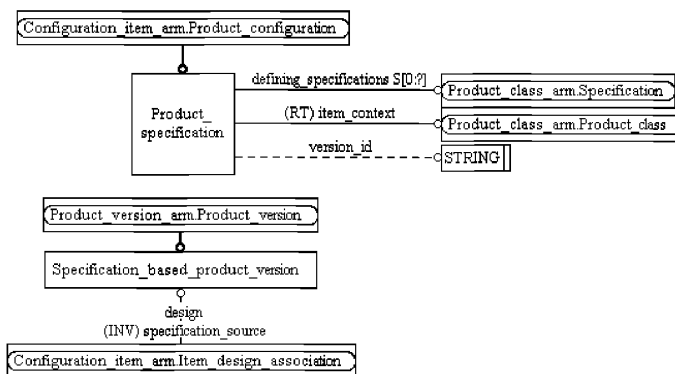 Configuration_item_arm.Product_configuration
defining_specifications S[0:?]
Product_class_arm.Specification
Product_
specification
(RT) item_context
Product_class_arm.Product_class
version_id
STRING
Product_version_arm.Product_version
Specification_based_product_version
design
(INV) specification_source
Configuration_item_arm.Item_design_association